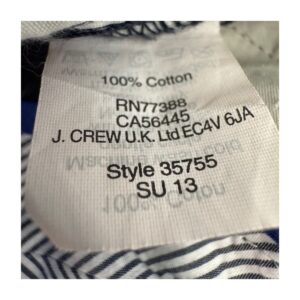 100% Cotton
RN77388
CA56445
J. CREW U.K. Ltd EC4V 6JA
Style 35755
SU 13